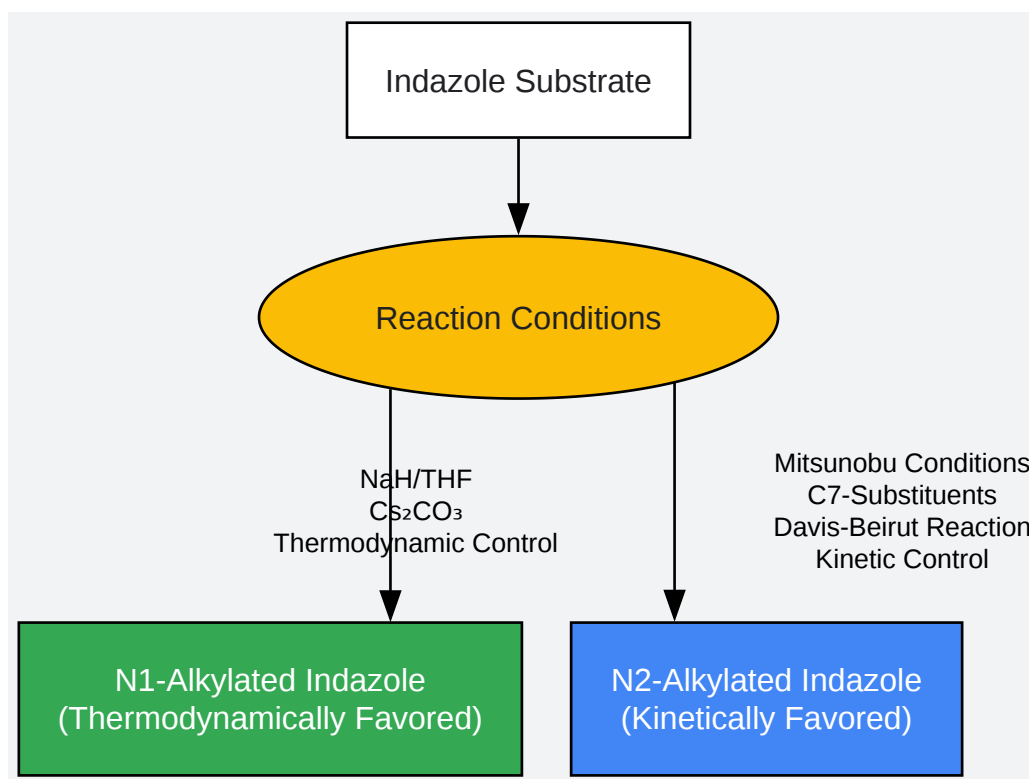 Indazole Substrate
Reaction Conditions
NaH/THF
Cs₂CO₃
Thermodynamic Control
Mitsunobu Conditions
C7-Substituents
Davis-Beirut Reaction
Kinetic Control
N1-Alkylated Indazole
(Thermodynamically Favored)
N2-Alkylated Indazole
(Kinetically Favored)